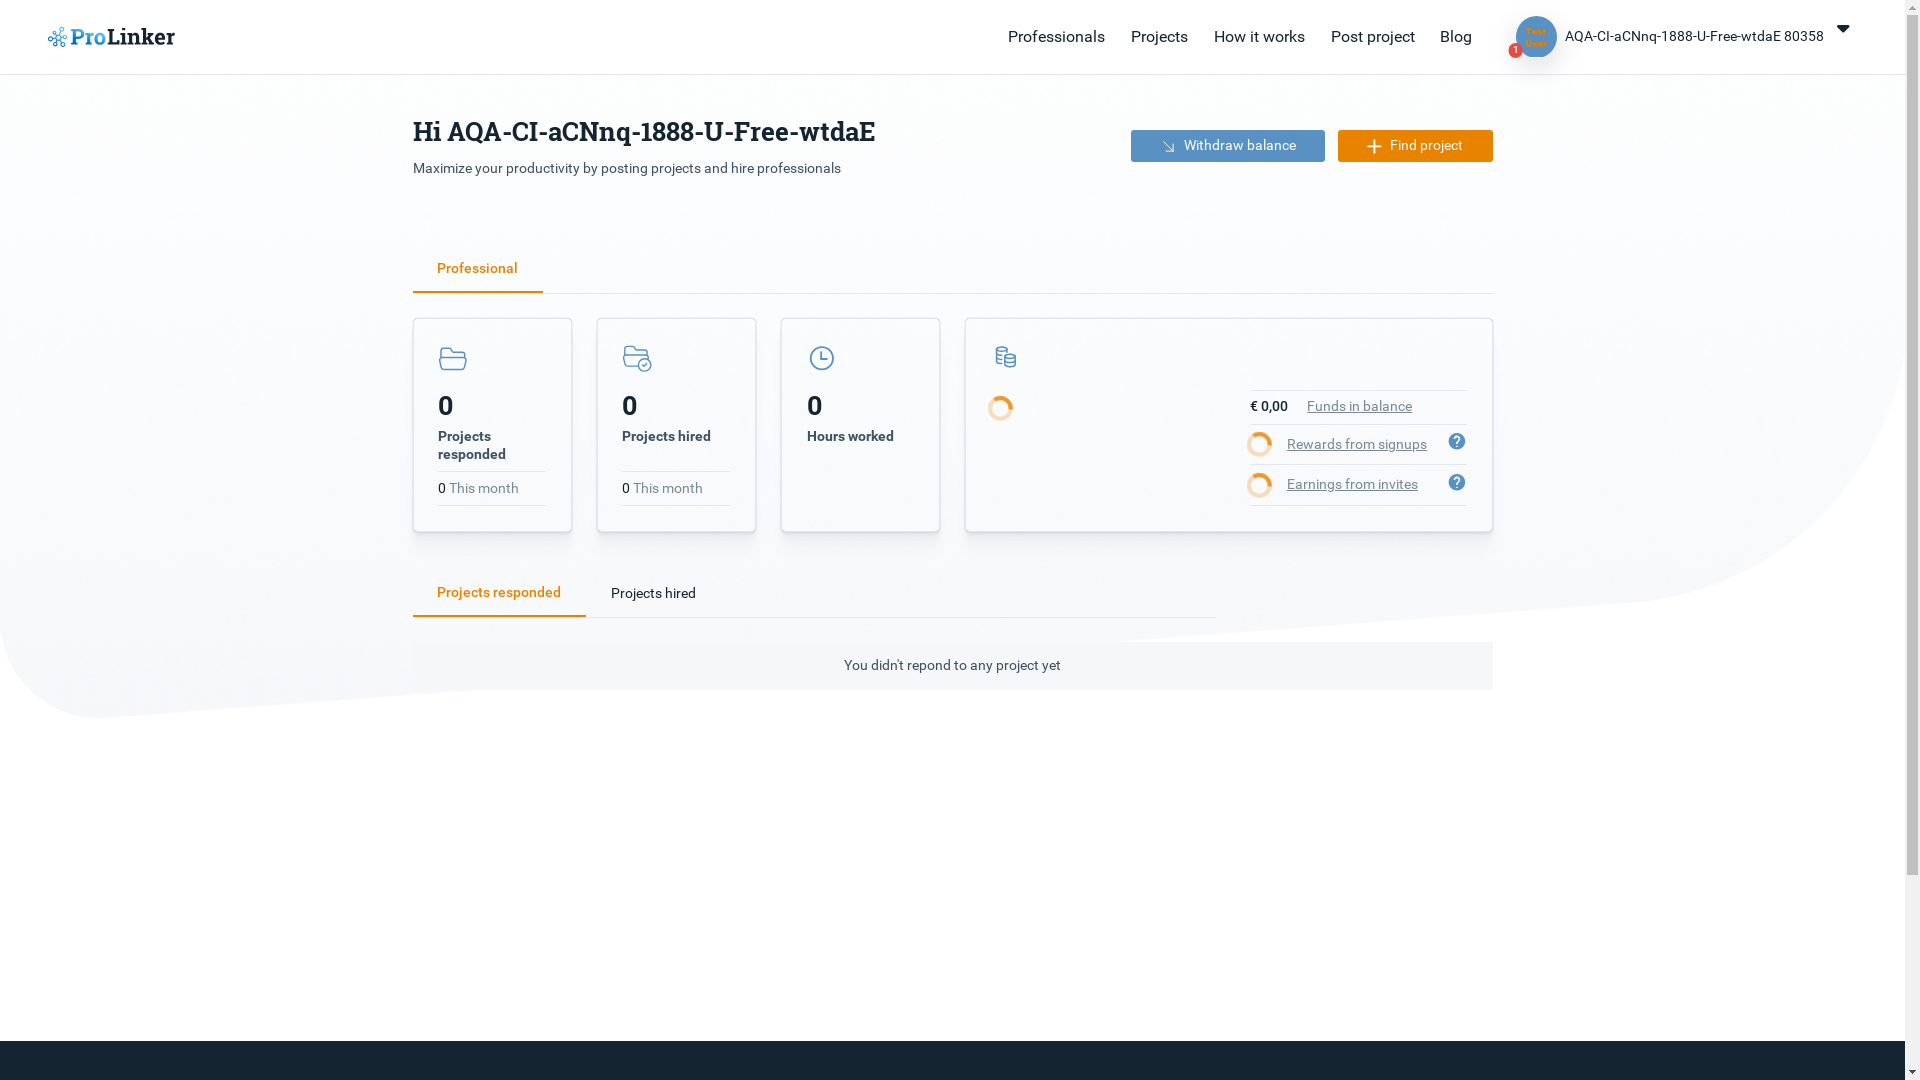 ProLinker
Professionals
Projects
How it works
Post project
Blog
1
AQA-CI-aCNnq-1888-U-Free-wtdaE 80358
Hi AQA-CI-aCNnq-1888-U-Free-wtdaE
Maximize your productivity by posting projects and hire professionals
Withdraw balance
Find project
Professional
0
Projects
responded
0 This month
0
Projects hired
0 This month
0
Hours worked
€ 0,00 Funds in balance
Rewards from signups
?
Earnings from invites
?
Projects responded
Projects hired
You didn't repond to any project yet